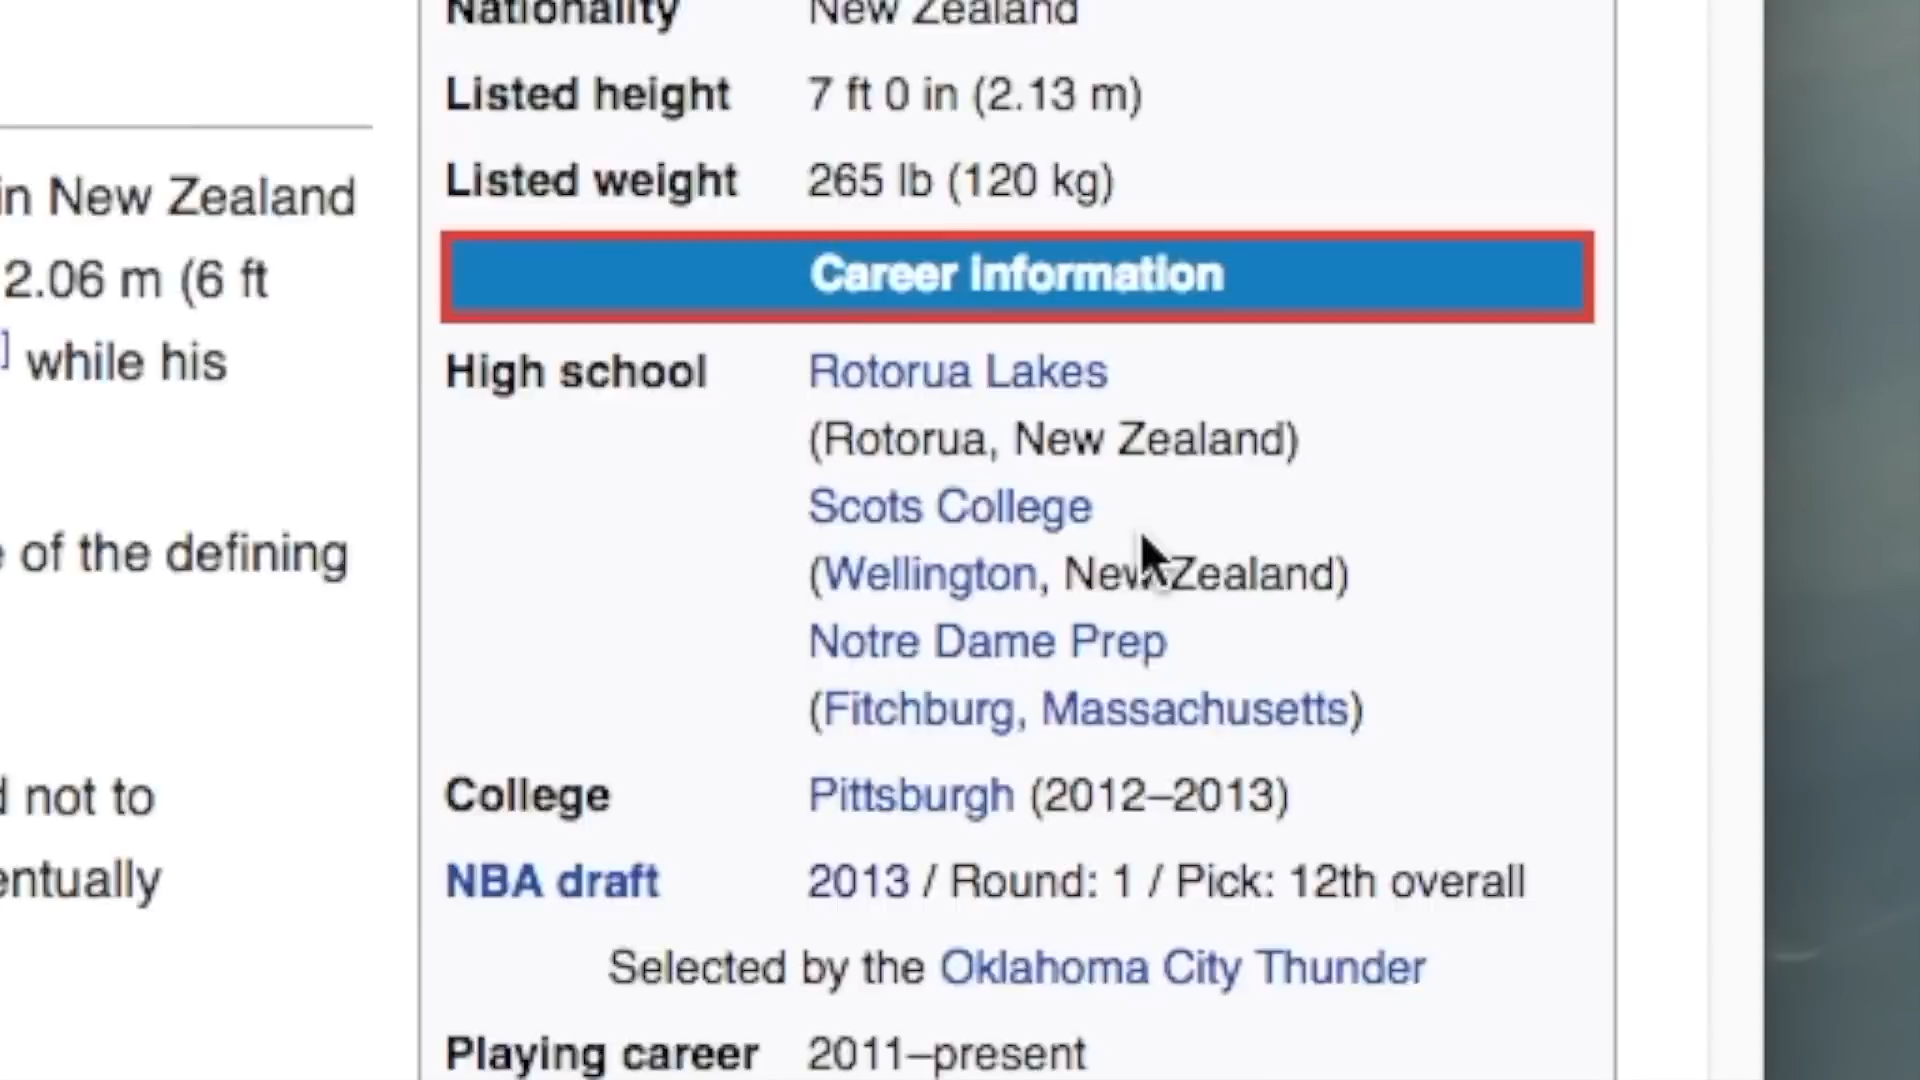 Nationality New Zealand
Listed height 7 ft 0 in (2.13 m)
Listed weight 265 lb (120 kg)
Career information
High school Rotorua Lakes
(Rotorua, New Zealand)
Scots College
(Wellington, New Zealand)
Notre Dame Prep
(Fitchburg, Massachusetts)
College Pittsburgh (2012–2013)
NBA draft 2013 / Round: 1 / Pick: 12th overall
Selected by the Oklahoma City Thunder
Playing career 2011–present
in New Zealand
2.06 m (6 ft
] while his
of the defining
not to